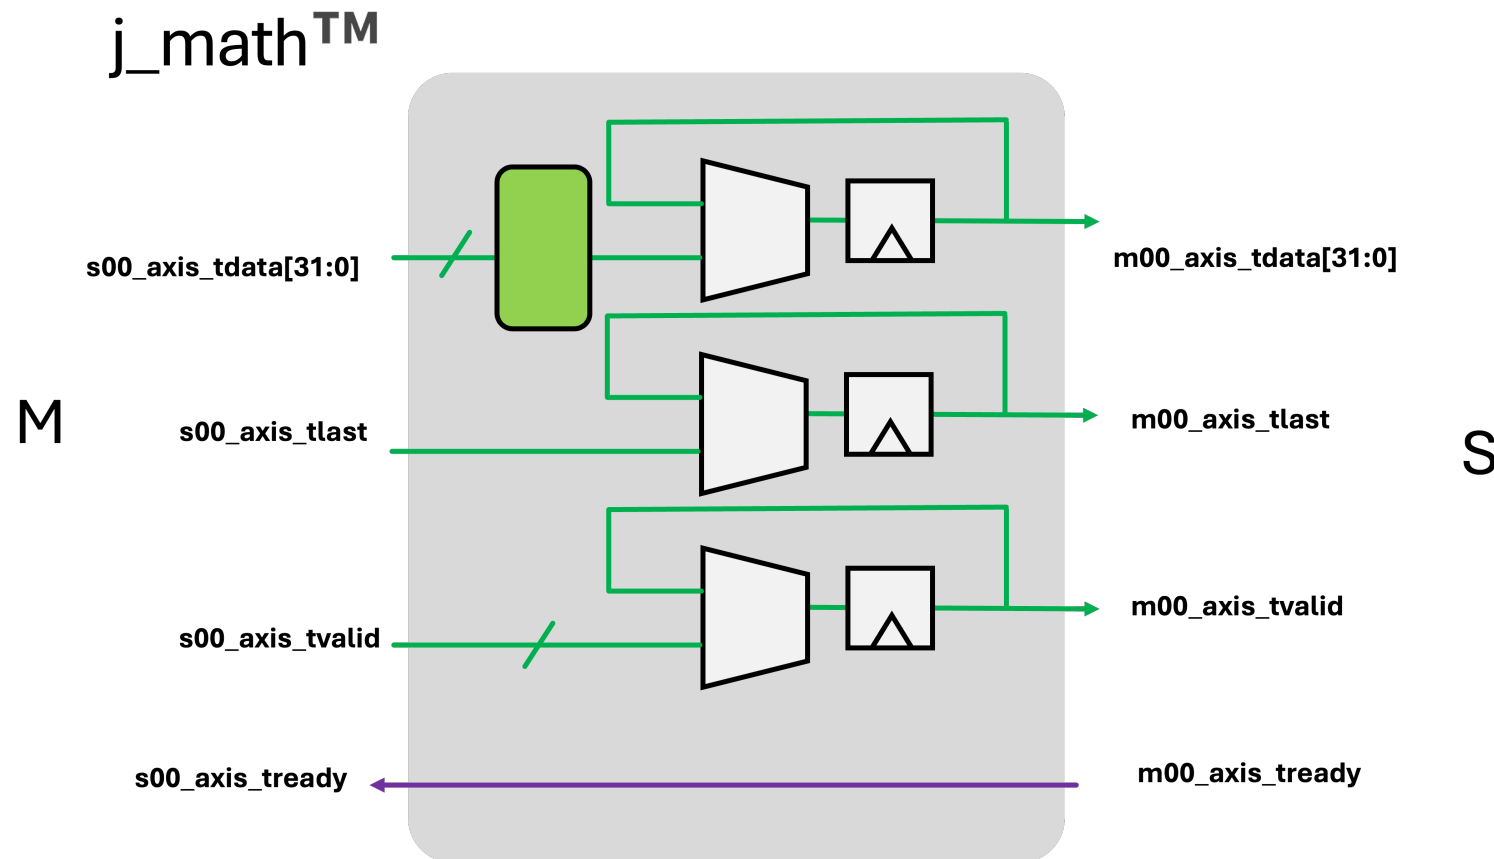 j_math™
s00_axis_tdata[31:0]
m00_axis_tdata[31:0]
M
s00_axis_tlast
m00_axis_tlast
S
s00_axis_tvalid
m00_axis_tvalid
s00_axis_tready
m00_axis_tready